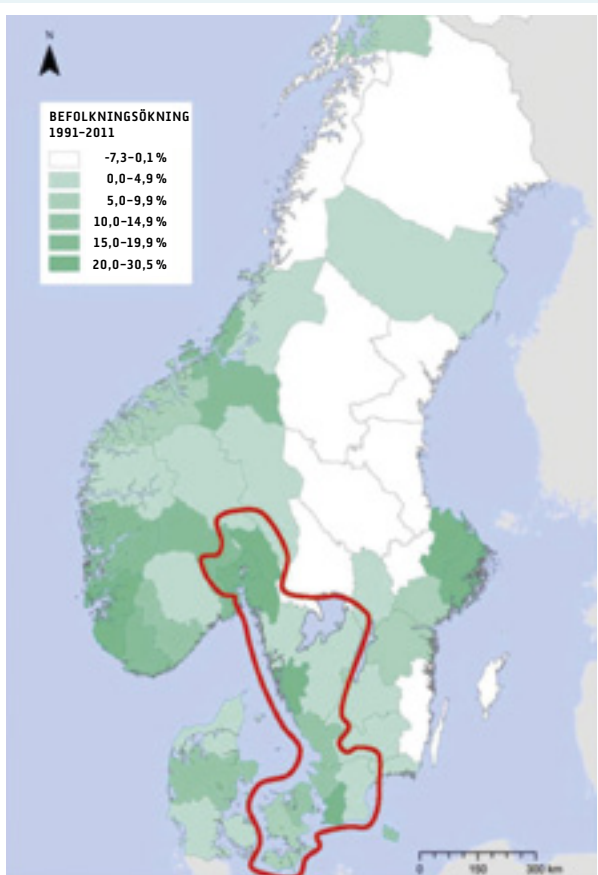 N
BEFOLKNINGSÖKNING
1991–2011
-7,3–0,1 %
0,0–4,9 %
5,0–9,9 %
10,0–14,9 %
15,0–19,9 %
20,0–30,5 %
0 150 300 km